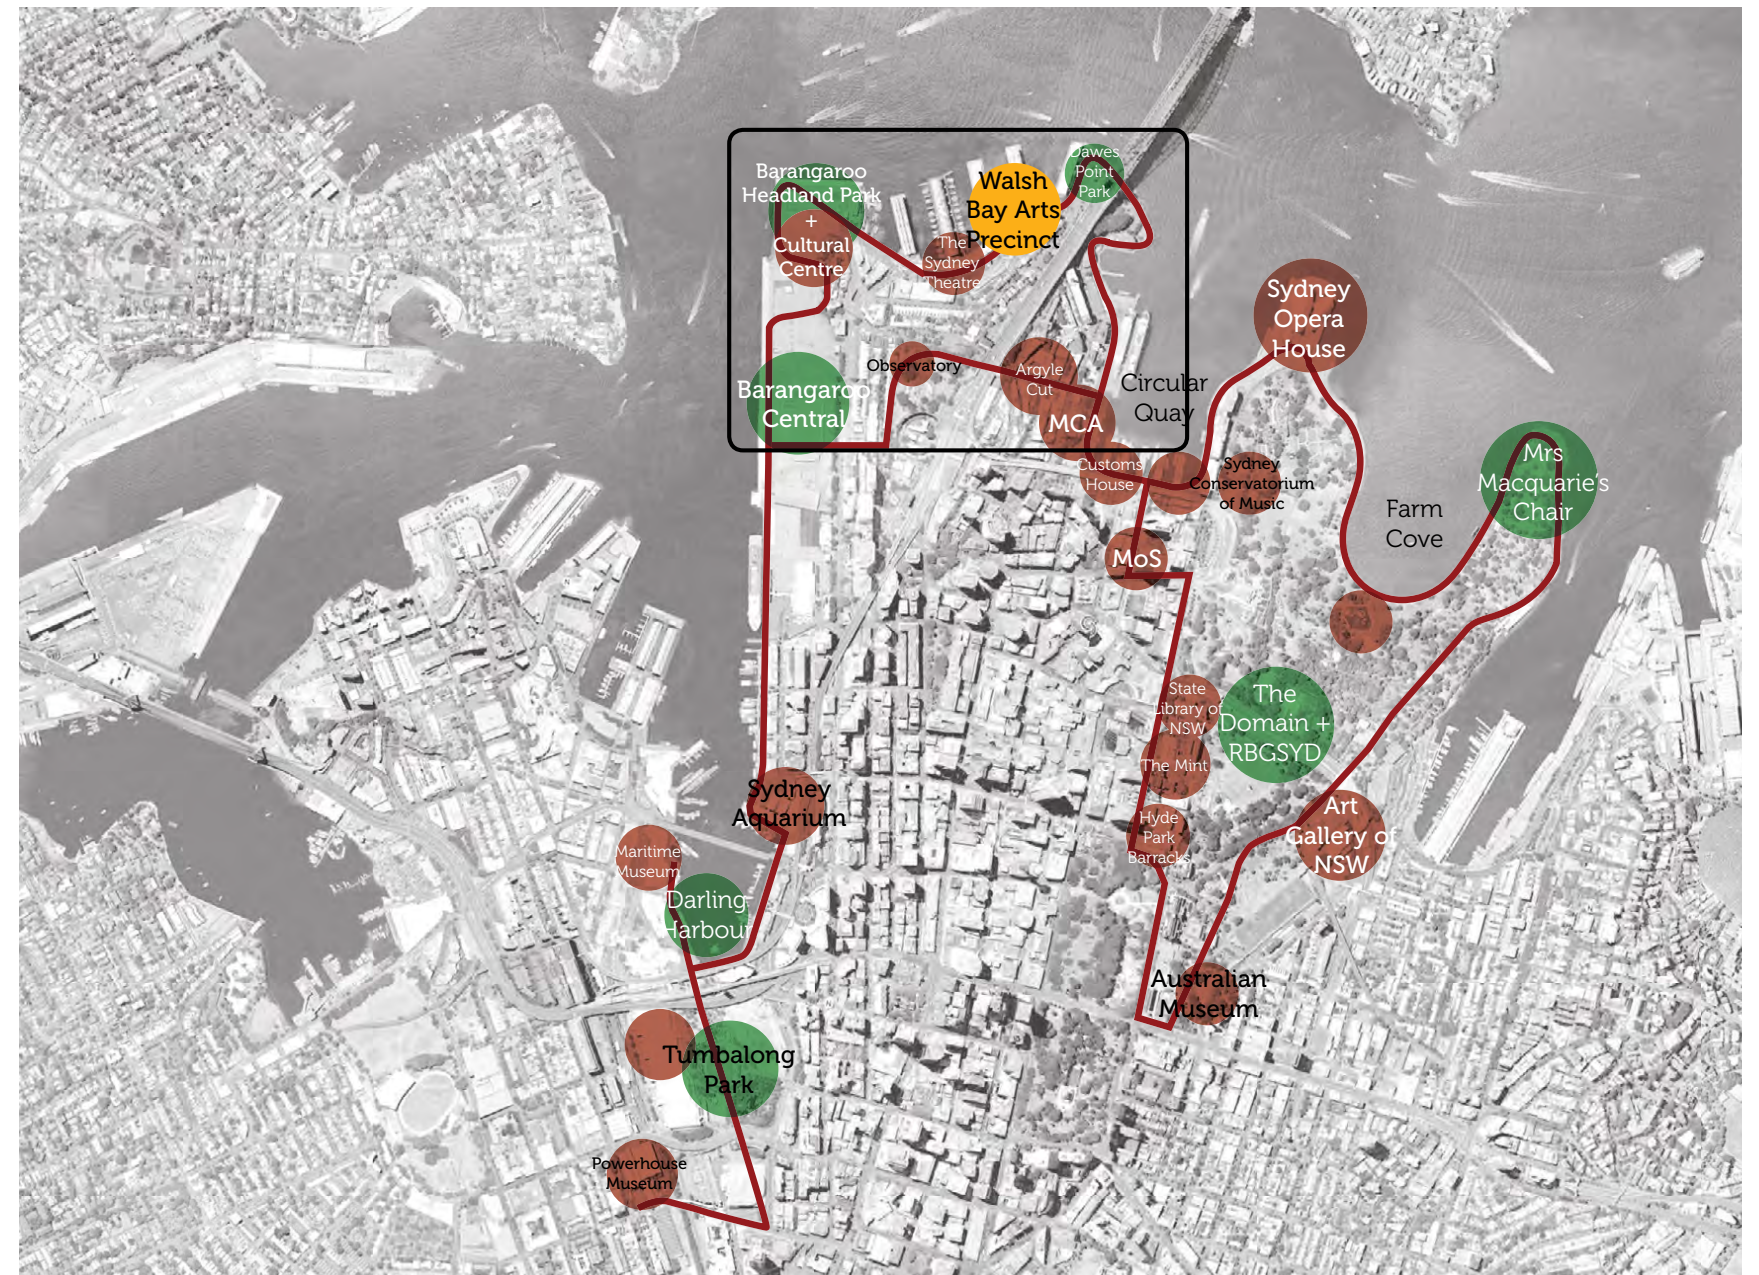 Barangaroo
Headland Park
+
Cultural
Centre
Walsh
Bay Arts
Precinct
Dawes
Point
Park
The
Sydney
Theatre
Observatory
Argyle
Cut
Circular
Quay
MCA
Barangaroo
Central
Sydney
Opera
House
Customs
House
Sydney
Conservatorium
of Music
Mrs
Macquarie's
Chair
Farm
Cove
MoS
State
Library of
NSW
The
Domain +
RBGSYD
The Mint
Hyde
Park
Barracks
Art
Gallery of
NSW
Sydney
Aquarium
Maritime
Museum
Darling
Harbour
Australian
Museum
Tumbalong
Park
Powerhouse
Museum